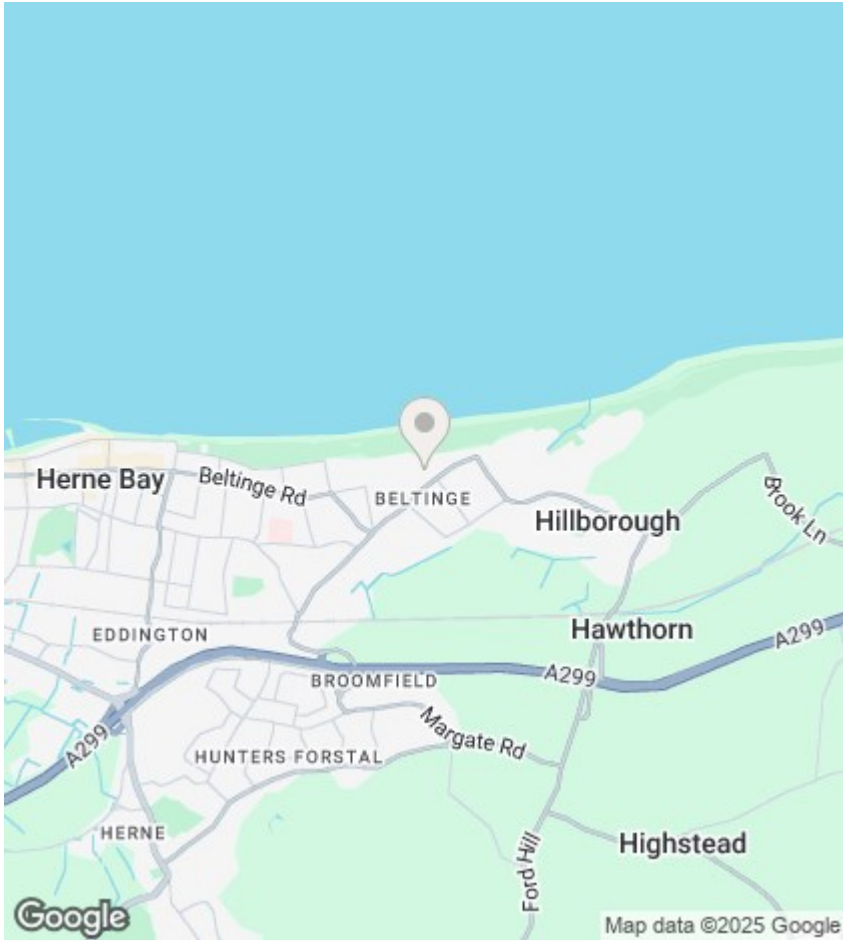 Herne Bay
Beltinge Rd
BELTINGE
Hillborough
Brook Ln
EDDINGTON
Hawthorn
A299
BROOMFIELD
A299
Margate Rd
A299
HUNTERS FORSTAL
HERNE
Ford Hill
Highstead
Google
Map data ©2025 Google